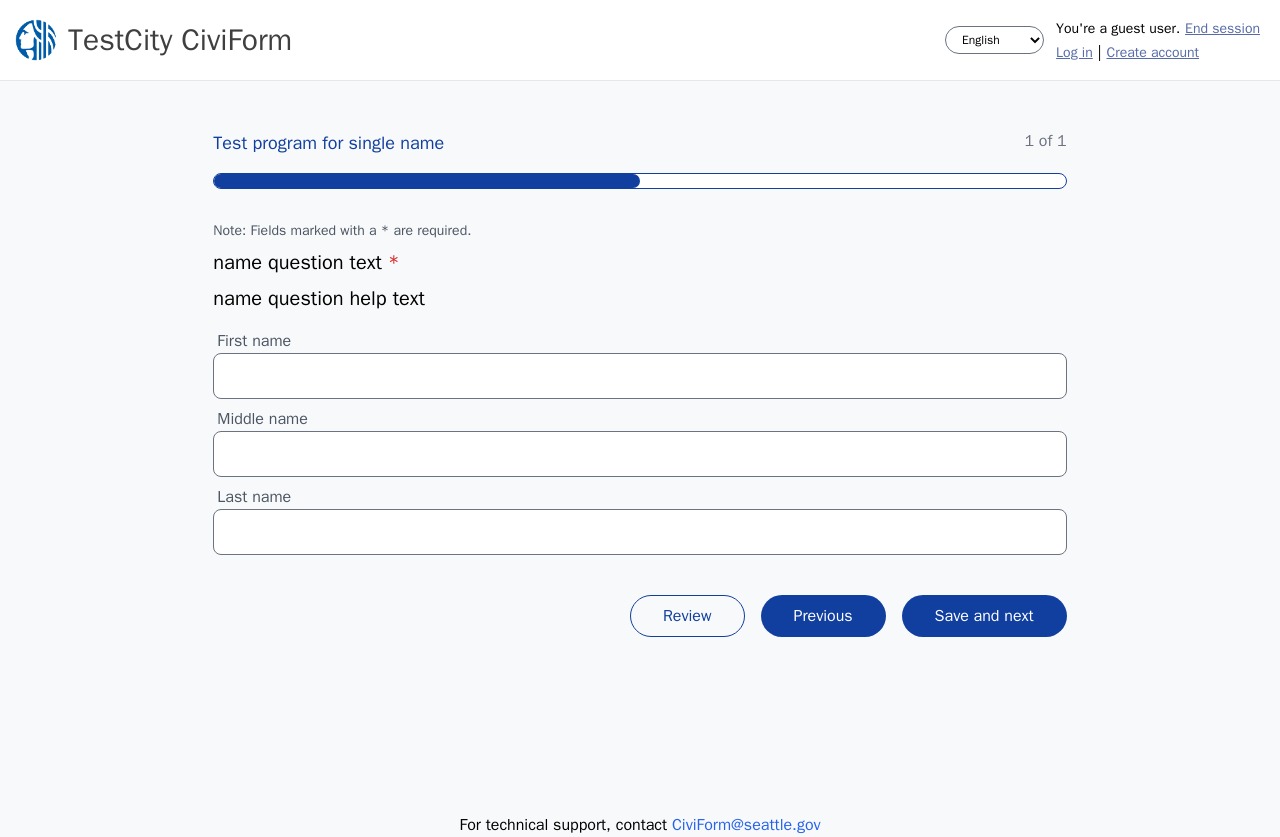 TestCity CiviForm
English
You're a guest user. End session
Log in | Create account
Test program for single name
1 of 1
Note: Fields marked with a * are required.
name question text *
name question help text
First name
Middle name
Last name
Review
Previous
Save and next
For technical support, contact CiviForm@seattle.gov